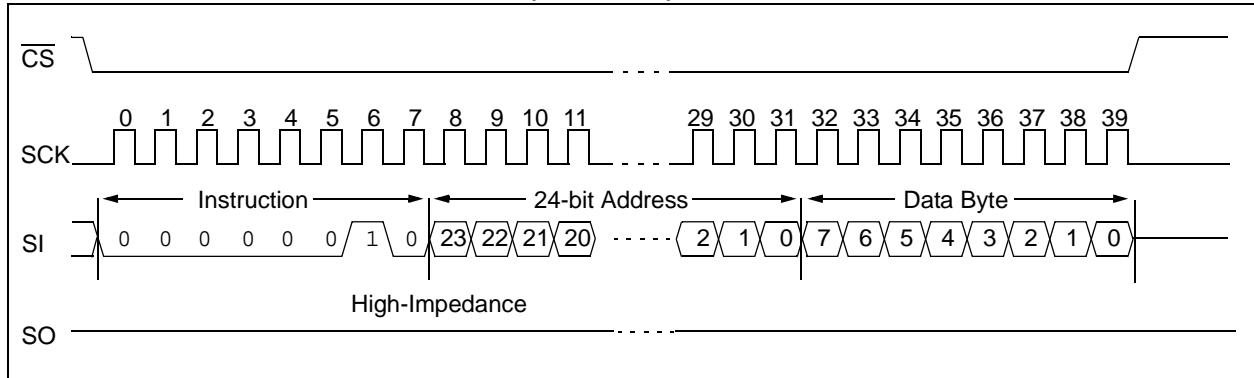 CS
0 1 2 3 4 5 6 7 8 9 10 11 29 30 31 32 33 34 35 36 37 38 39
SCK
Instruction 24-bit Address Data Byte
SI 0 0 0 0 0 0 1 0 23 22 21 20 2 1 0 7 6 5 4 3 2 1 0
High-Impedance
SO